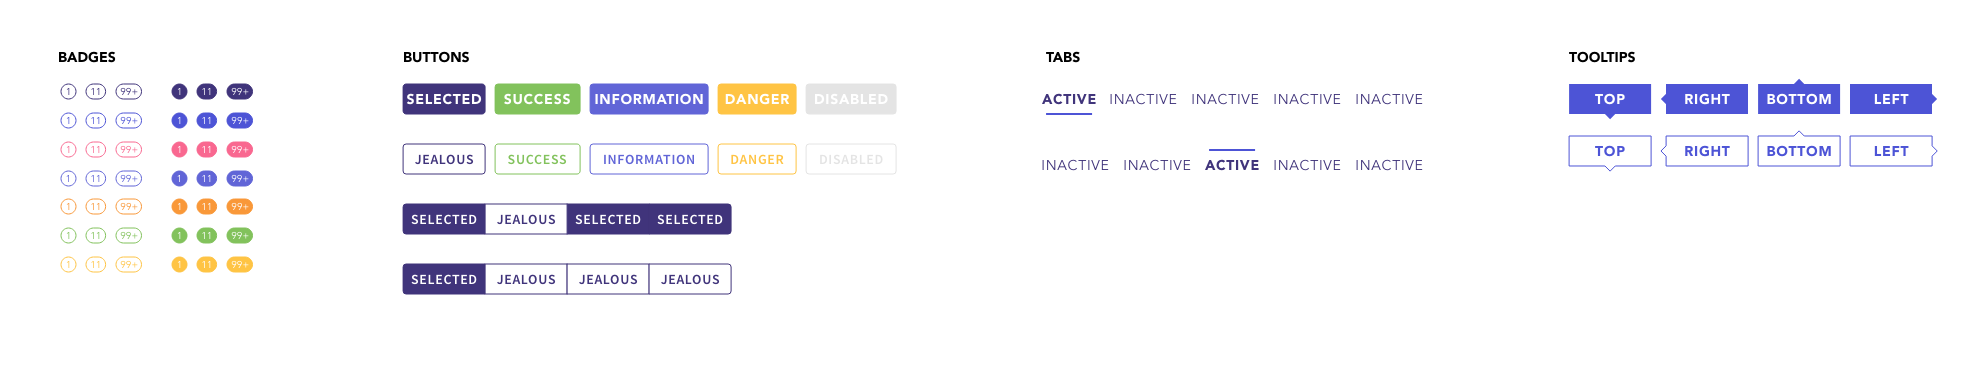 BADGES
1 11 99+ 1 11 99+
1 11 99+ 1 11 99+
1 11 99+ 1 11 99+
1 11 99+ 1 11 99+
1 11 99+ 1 11 99+
1 11 99+ 1 11 99+
1 11 99+ 1 11 99+
BUTTONS
SELECTED SUCCESS INFORMATION DANGER DISABLED
JEALOUS SUCCESS INFORMATION DANGER DISABLED
SELECTED JEALOUS SELECTED SELECTED
SELECTED JEALOUS JEALOUS JEALOUS
TABS
ACTIVE INACTIVE INACTIVE INACTIVE INACTIVE
INACTIVE INACTIVE ACTIVE INACTIVE INACTIVE
TOOLTIPS
TOP RIGHT BOTTOM LEFT
TOP RIGHT BOTTOM LEFT